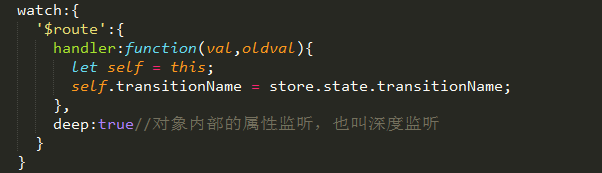 watch:{
  '$route':{
    handler:function(val,oldval){
      let self = this;
      self.transitionName = store.state.transitionName;
    },
    deep:true//对象内部的属性监听，也叫深度监听
  }
}